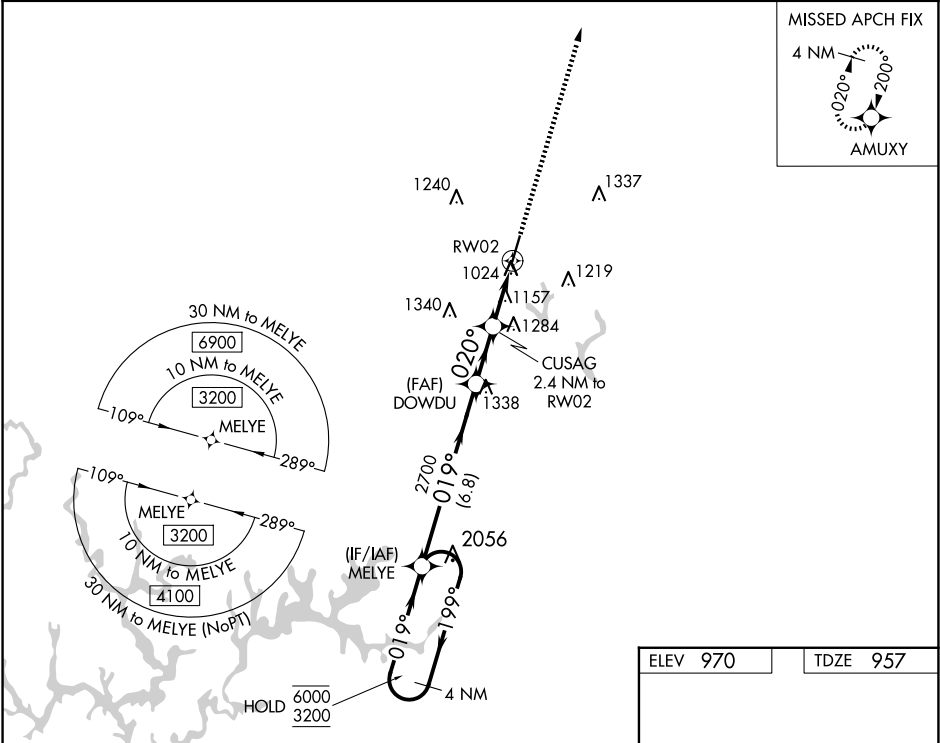 MISSED APCH FIX
4 NM
020°
200°
AMUXY
1240
1337
RW02
1024
1219
1157
1340
1284
020°
CUSAG
2.4 NM to
RW02
(FAF)
DOWDU
1338
30 NM to MELYE
6900
10 NM to MELYE
3200
109°
MELYE
289°
109°
MELYE
289°
3200
10 NM to MELYE
4100
30 NM to MELYE (NoPT)
2700
019°
(6.8)
2056
(IF/IAF)
MELYE
019°
199°
4 NM
HOLD
6000
3200
ELEV 970
TDZE 957